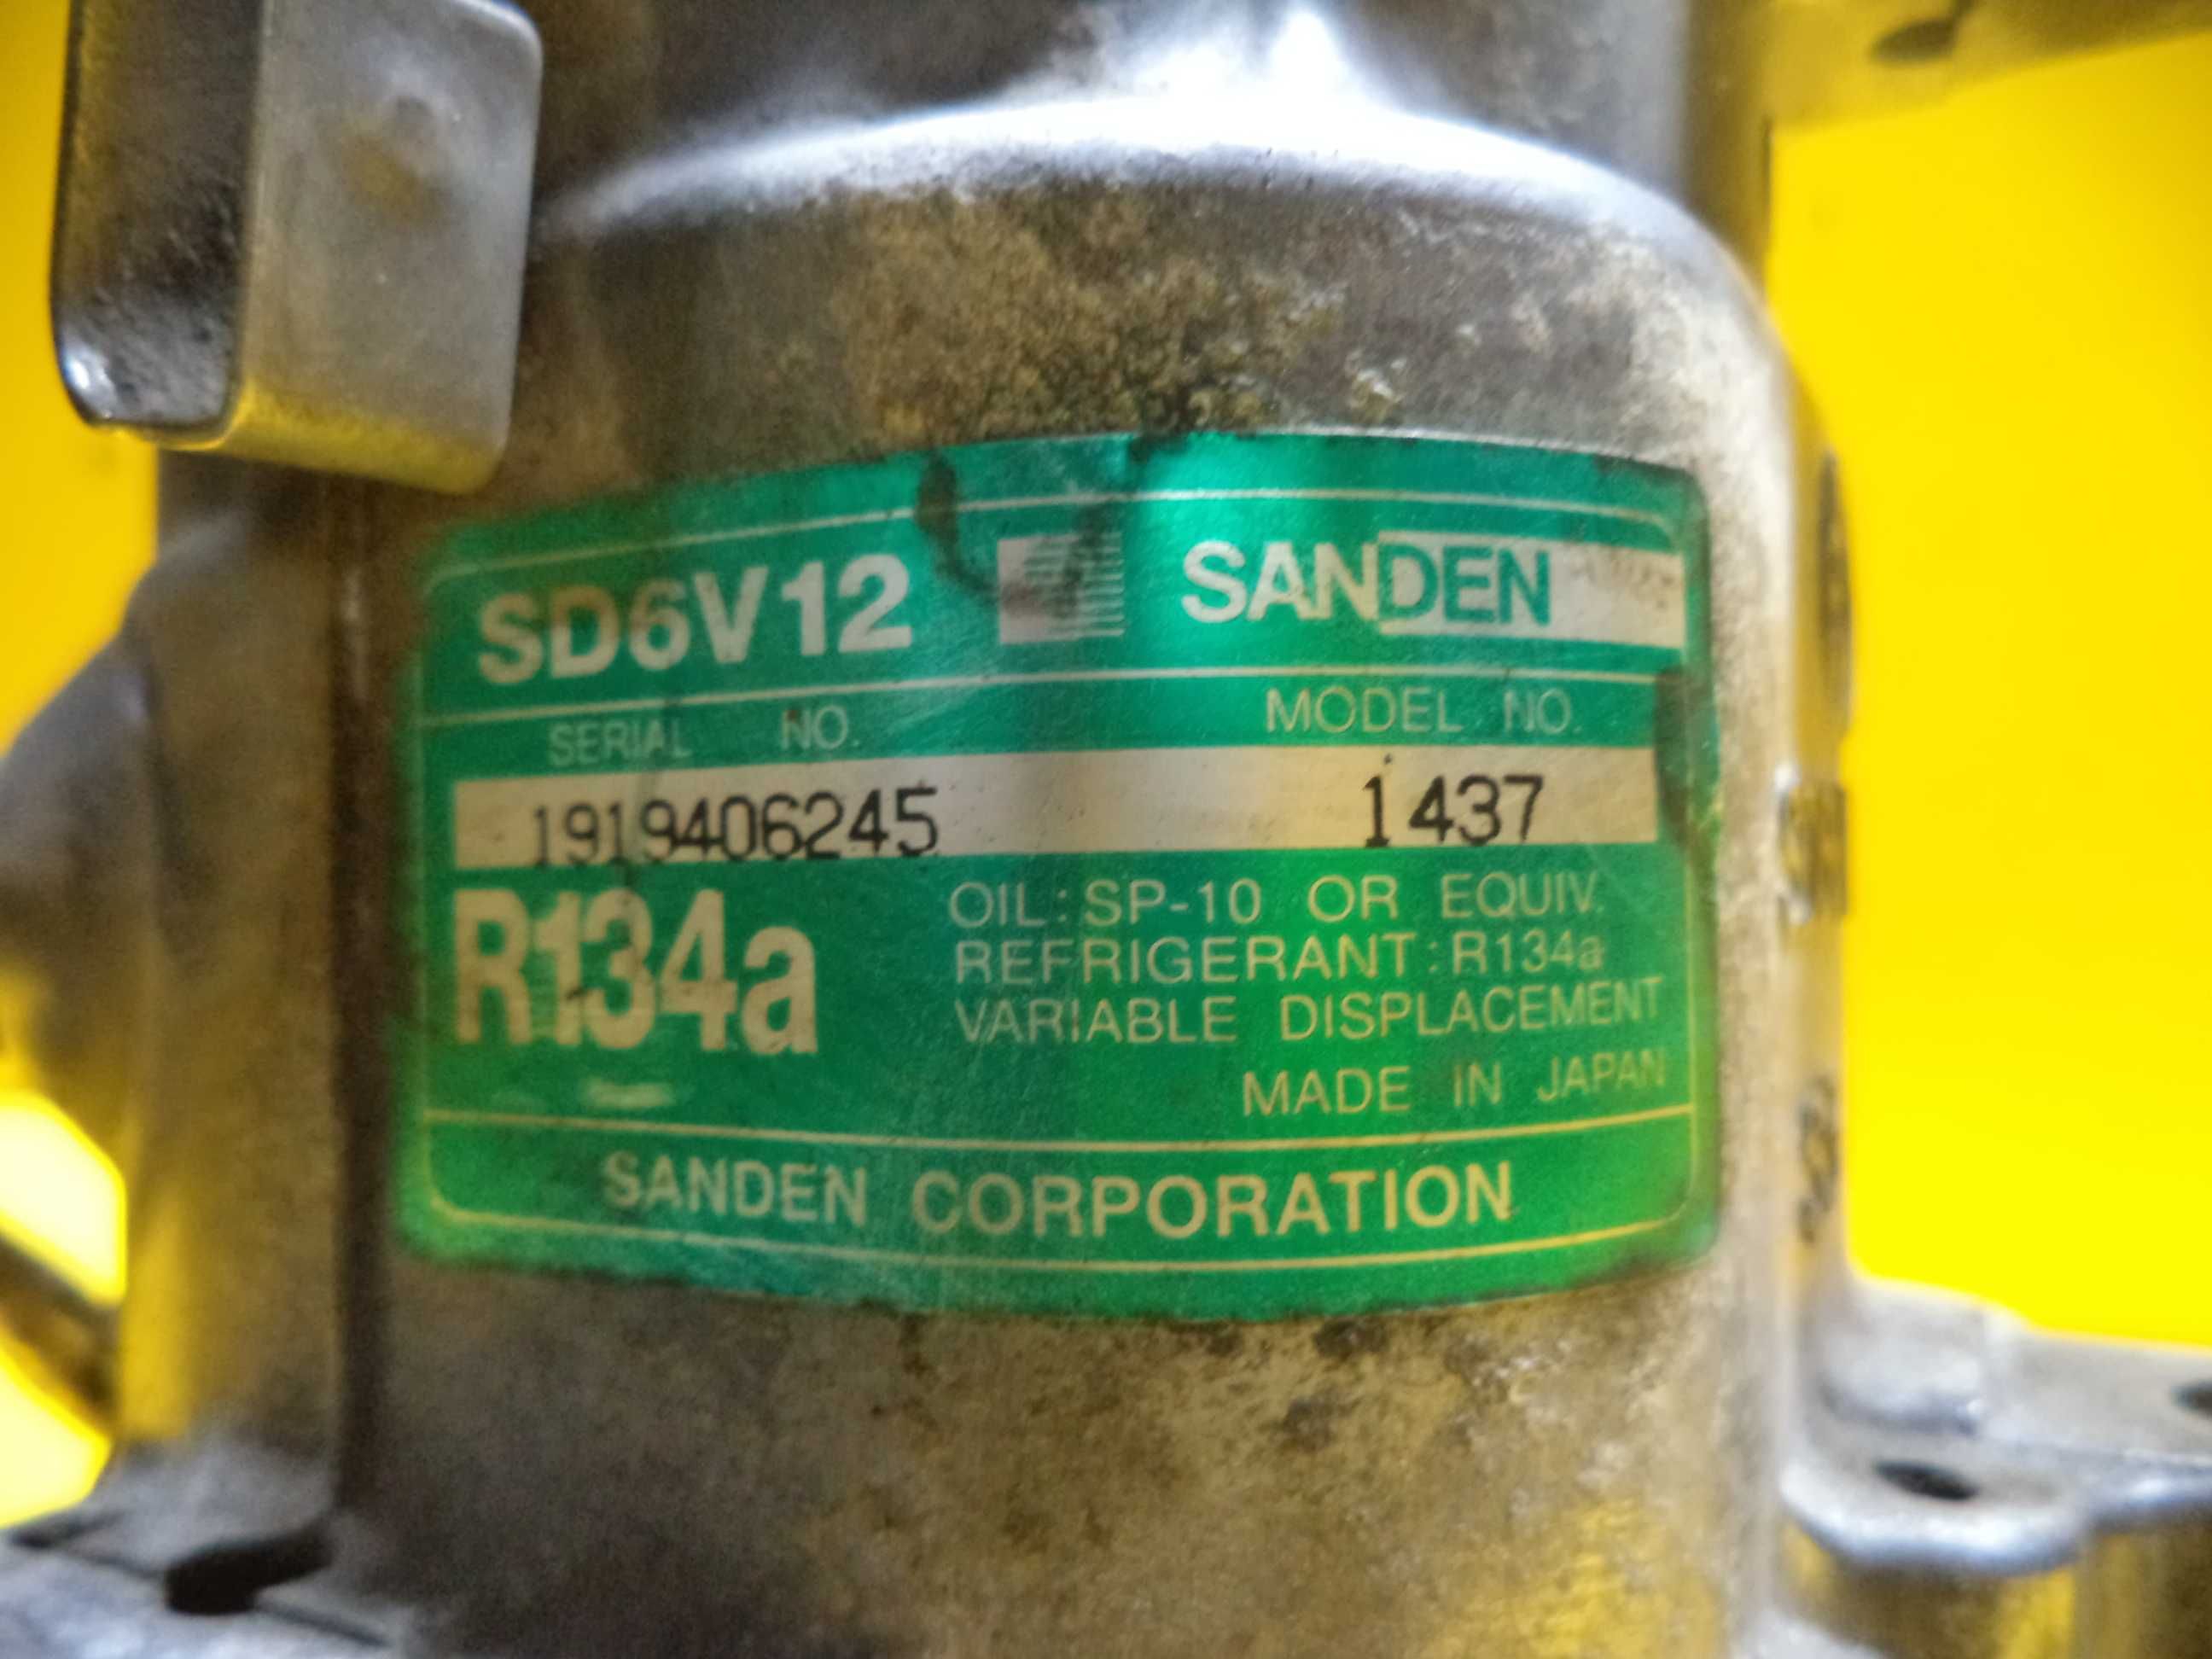 SD6V12 SANDEN
SERIAL NO. MODEL NO.
1919406245 1437
R134a
OIL: SP-10 OR EQUIV.
REFRIGERANT: R134a
VARIABLE DISPLACEMENT
MADE IN JAPAN
SANDEN CORPORATION